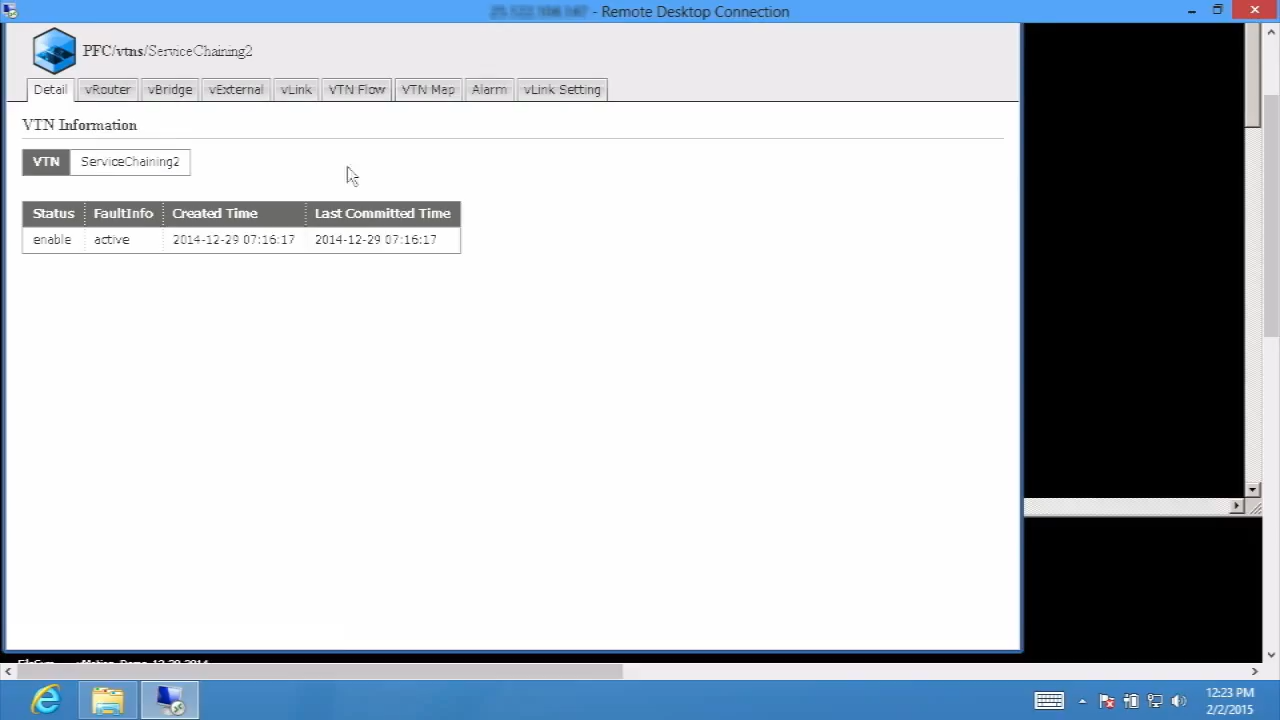 - Remote Desktop Connection
PFC/vtns/ServiceChaining2
Detail vRouter vBridge vExternal vLink VTN Flow VTN Map Alarm vLink Setting
VTN Information
VTN ServiceChaining2
Status FaultInfo Created Time Last Committed Time
enable active 2014-12-29 07:16:17 2014-12-29 07:16:17
12:23 PM
2/2/2015